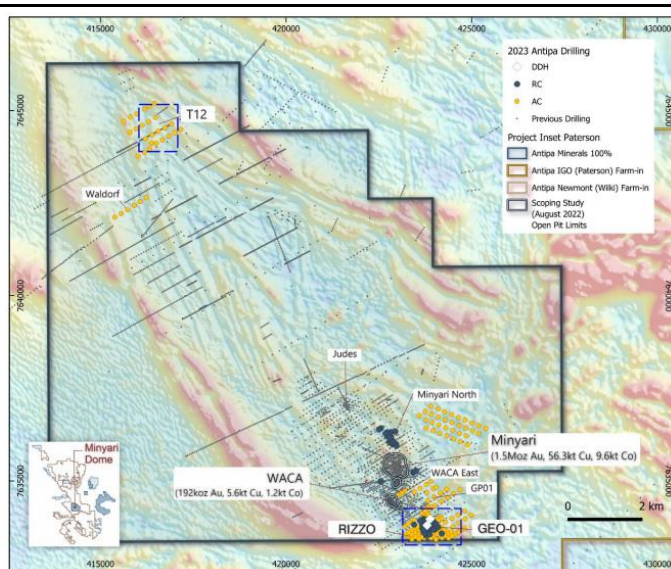 415000
420000
425000
430000
7645000
7640000
7635000
2023 Antipa Drilling
DDH
RC
AC
Previous Drilling
Project Inset Paterson
Antipa Minerals 100%
Antipa IGO (Paterson) Farm-in
Antipa Newmont (Wilki) Farm-in
Scoping Study
(August 2022)
Open Pit Limits
T12
Waldorf
7645000
7640000
7635000
Judes
Minyari North
Minyari
(1.5Moz Au, 56.3kt Cu, 9.6kt Co)
WACA
(192koz Au, 5.6kt Cu, 1.2kt Co)
WACA East
GP01
RIZZO
GEO-01
Minyari
Dome
0
2 km
415000
420000
425000
430000